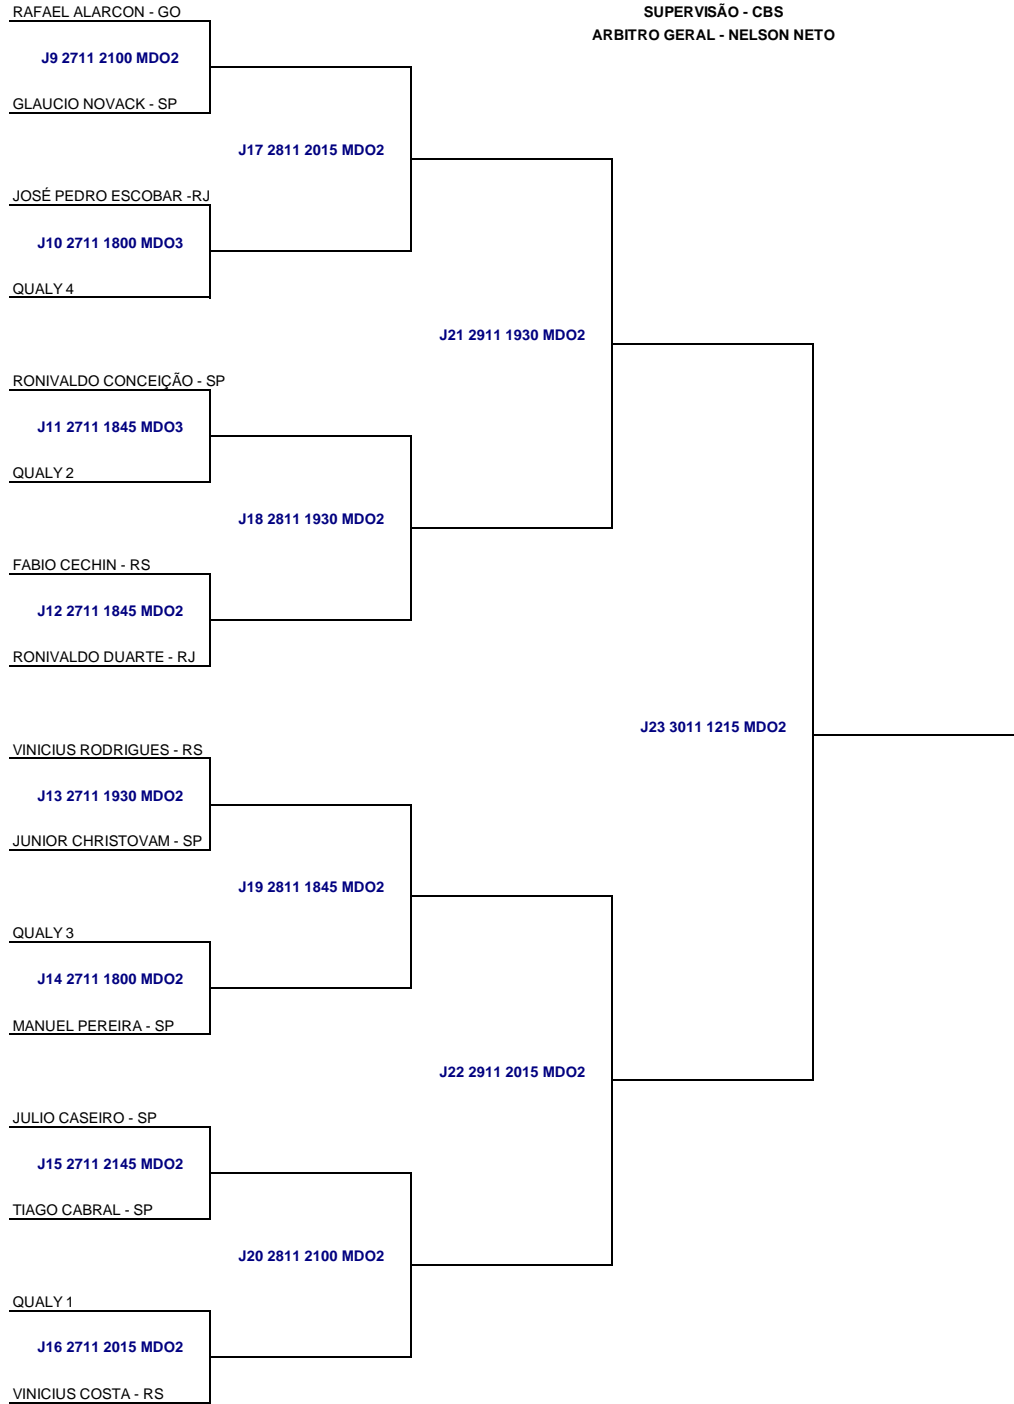 RAFAEL ALARCON - GO
SUPERVISÃO - CBS
ARBITRO GERAL - NELSON NETO
J9 2711 2100 MDO2
GLAUCIO NOVACK - SP
J17 2811 2015 MDO2
JOSÉ PEDRO ESCOBAR -RJ
J10 2711 1800 MDO3
QUALY 4
J21 2911 1930 MDO2
RONIVALDO CONCEIÇÃO - SP
J11 2711 1845 MDO3
QUALY 2
J18 2811 1930 MDO2
FABIO CECHIN - RS
J12 2711 1845 MDO2
RONIVALDO DUARTE - RJ
J23 3011 1215 MDO2
VINICIUS RODRIGUES - RS
J13 2711 1930 MDO2
JUNIOR CHRISTOVAM - SP
J19 2811 1845 MDO2
QUALY 3
J14 2711 1800 MDO2
MANUEL PEREIRA - SP
J22 2911 2015 MDO2
JULIO CASEIRO - SP
J15 2711 2145 MDO2
TIAGO CABRAL - SP
J20 2811 2100 MDO2
QUALY 1
J16 2711 2015 MDO2
VINICIUS COSTA - RS